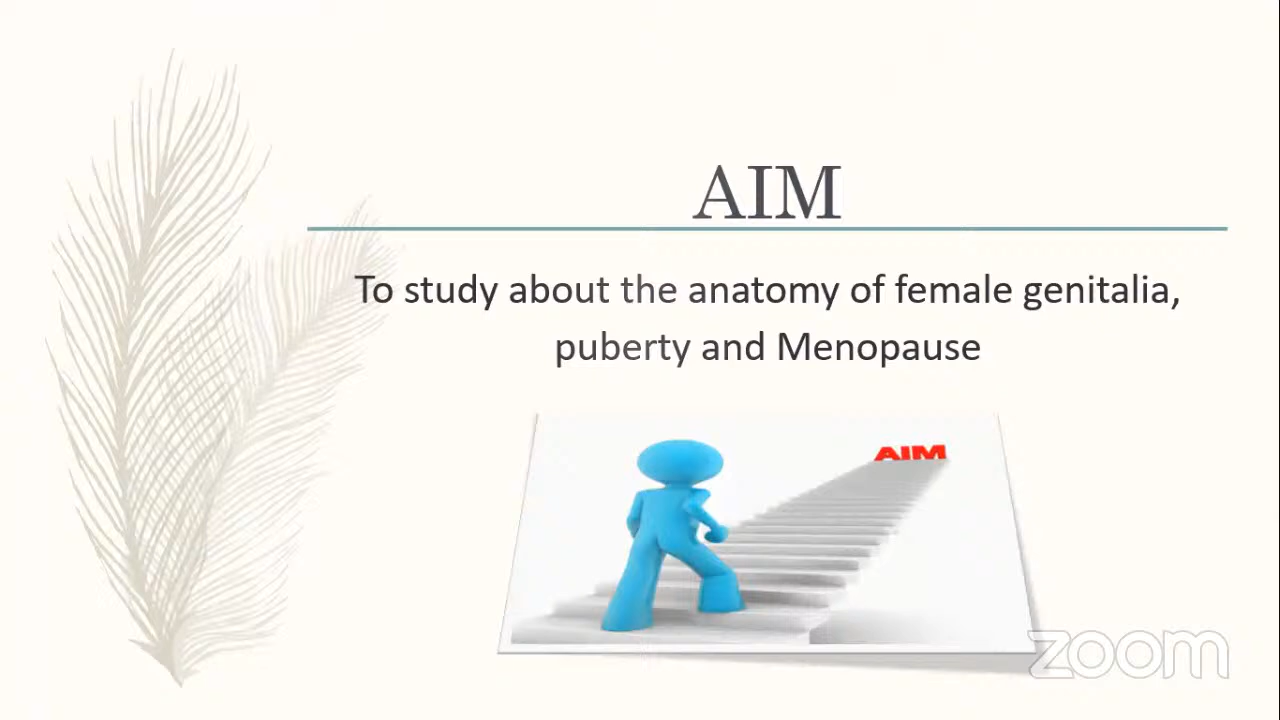 AIM
To study about the anatomy of female genitalia,
puberty and Menopause
AIM
zoom